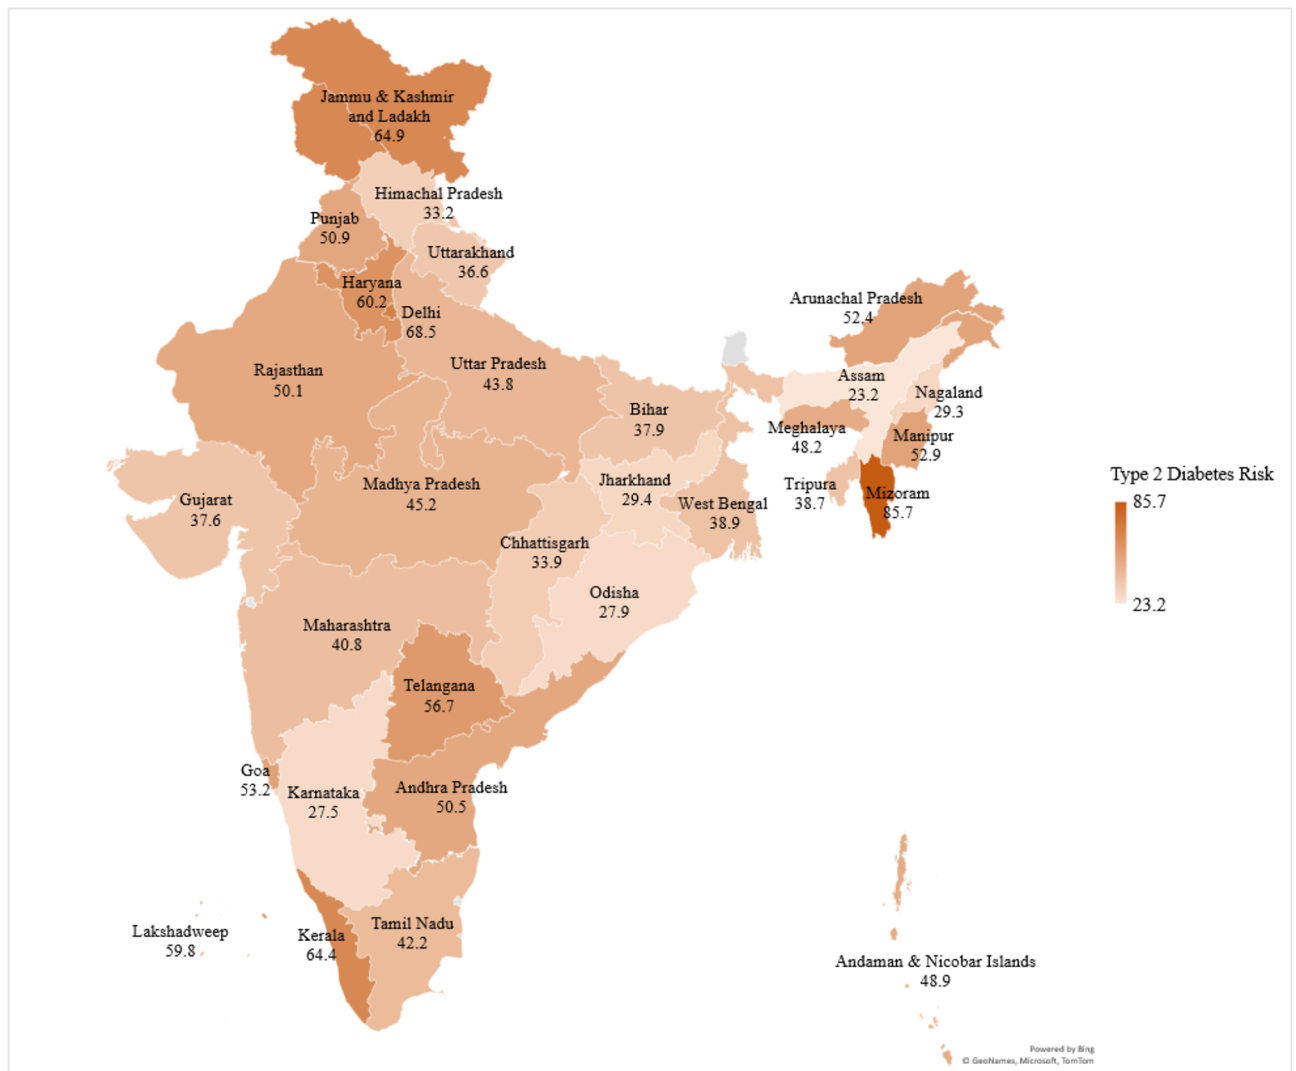 Jammu & Kashmir
and Ladakh
64.9
Himachal Pradesh
33.2
Punjab
50.9
Uttarakhand
36.6
Haryana
60.2
Delhi
68.5
Arunachal Pradesh
52.4
Rajasthan
50.1
Uttar Pradesh
43.8
Assam
23.2
Nagaland
29.3
Bihar
37.9
Meghalaya
48.2
Manipur
52.9
Gujarat
37.6
Madhya Pradesh
45.2
Jharkhand
29.4
West Bengal
38.9
Tripura
38.7
Mizoram
85.7
Type 2 Diabetes Risk
85.7
23.2
Chhattisgarh
33.9
Odisha
27.9
Maharashtra
40.8
Telangana
56.7
Goa
53.2
Karnataka
27.5
Andhra Pradesh
50.5
Lakshadweep
59.8
Kerala
64.4
Tamil Nadu
42.2
Andaman & Nicobar Islands
48.9
Powered by Bing
© GeoNames, Microsoft, TomTom